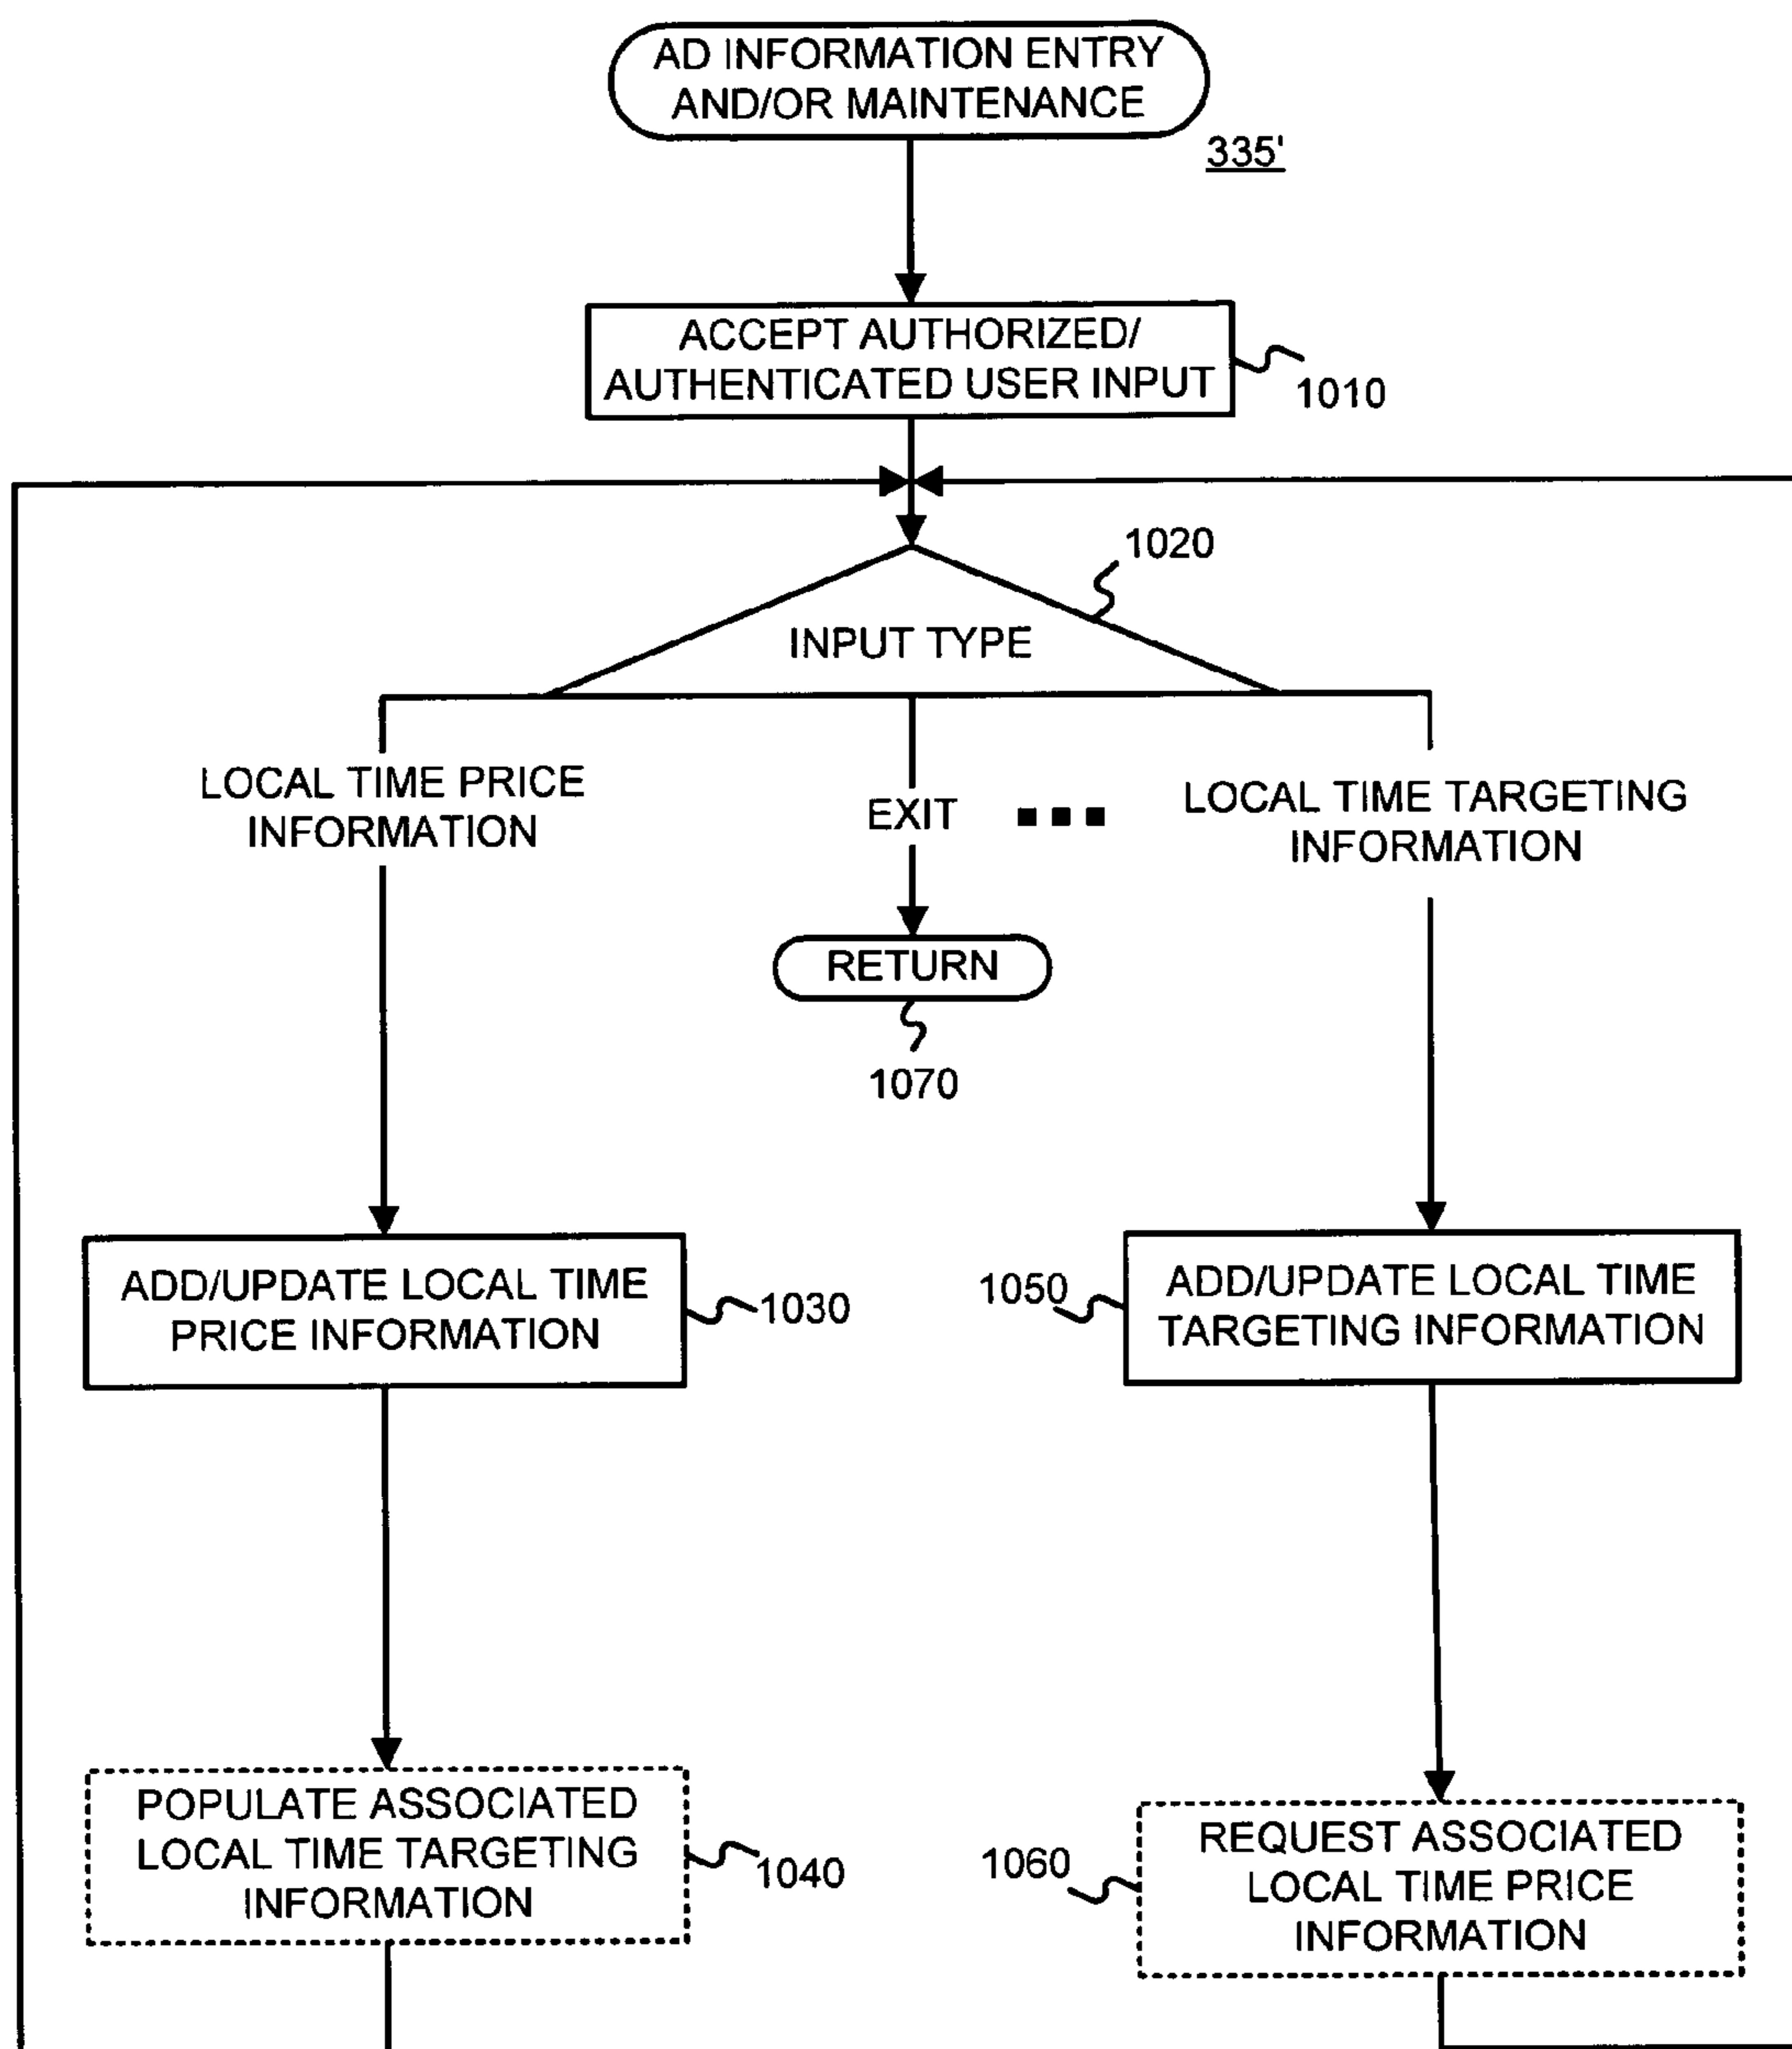 AD INFORMATION ENTRY
AND/OR MAINTENANCE
335'
ACCEPT AUTHORIZED/
AUTHENTICATED USER INPUT
1010
1020
INPUT TYPE
LOCAL TIME PRICE
INFORMATION
EXIT
LOCAL TIME TARGETING
INFORMATION
RETURN
1070
ADD/UPDATE LOCAL TIME
PRICE INFORMATION
1030
1050
ADD/UPDATE LOCAL TIME
TARGETING INFORMATION
POPULATE ASSOCIATED
LOCAL TIME TARGETING
INFORMATION
1040
1060
REQUEST ASSOCIATED
LOCAL TIME PRICE
INFORMATION